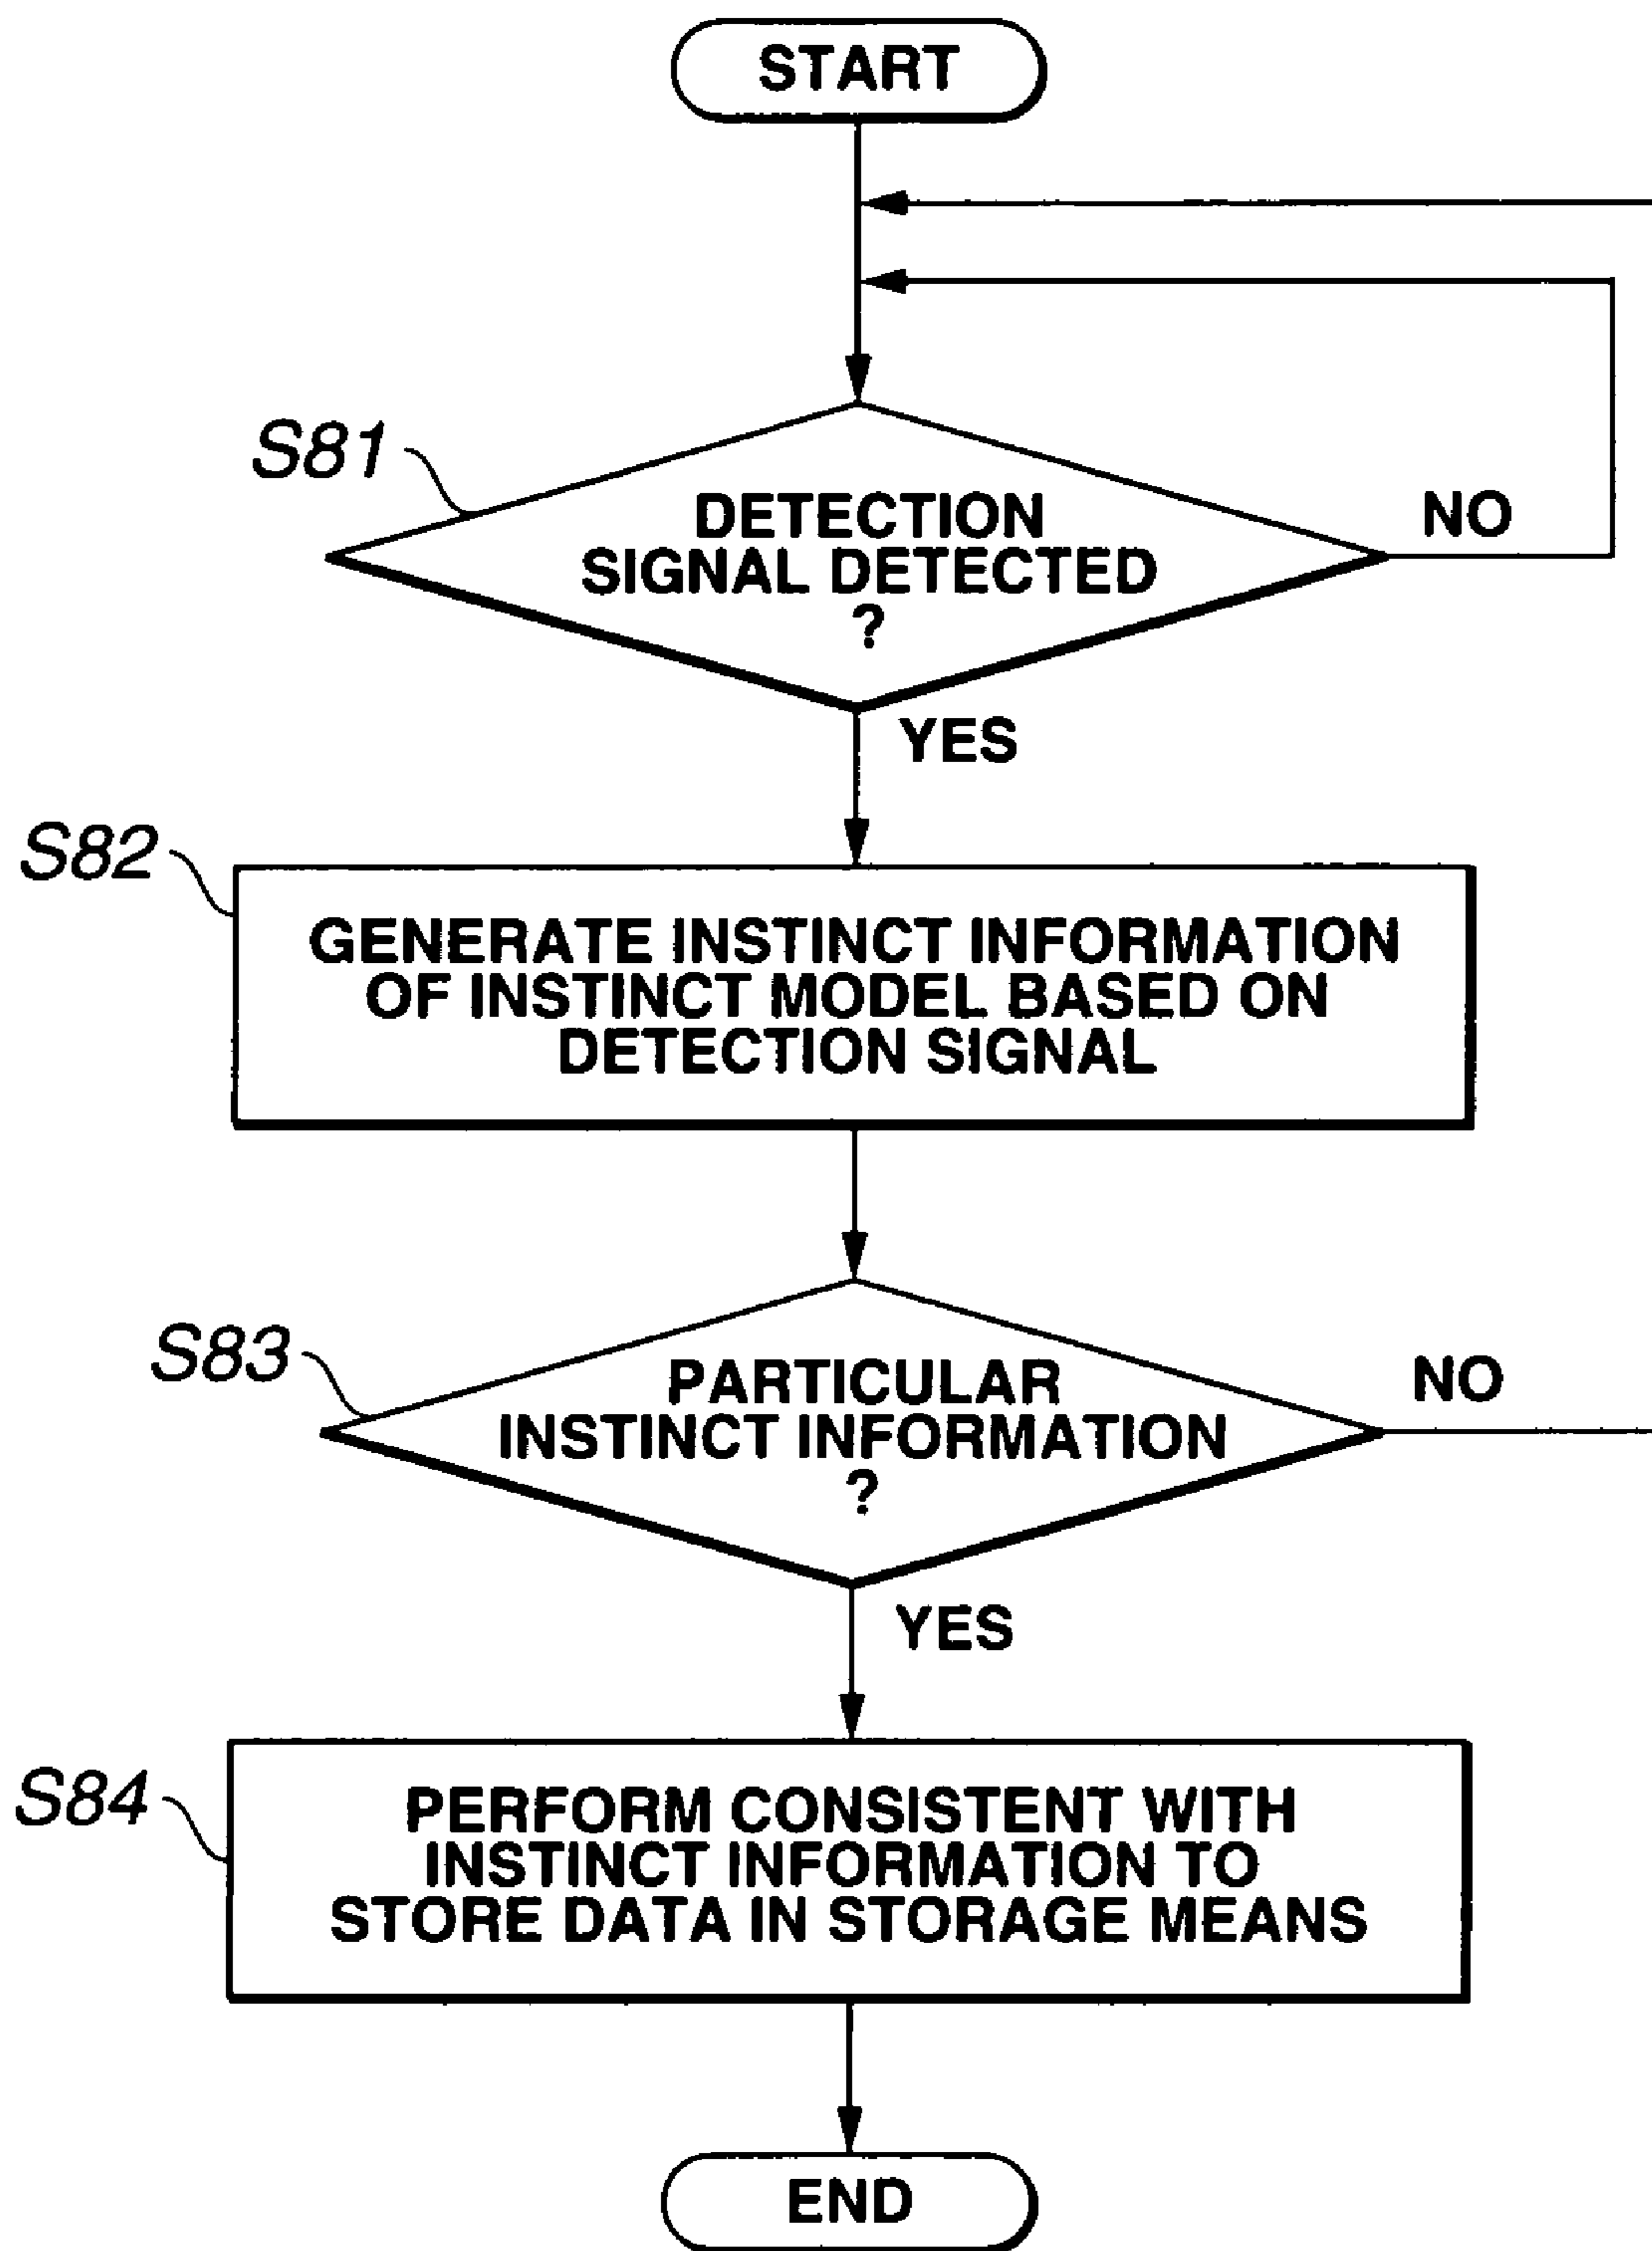 START
S81
DETECTION
SIGNAL DETECTED
?
NO
YES
S82
GENERATE INSTINCT INFORMATION
OF INSTINCT MODEL BASED ON
DETECTION SIGNAL
S83
PARTICULAR
INSTINCT INFORMATION
?
NO
YES
S84
PERFORM CONSISTENT WITH
INSTINCT INFORMATION TO
STORE DATA IN STORAGE MEANS
END